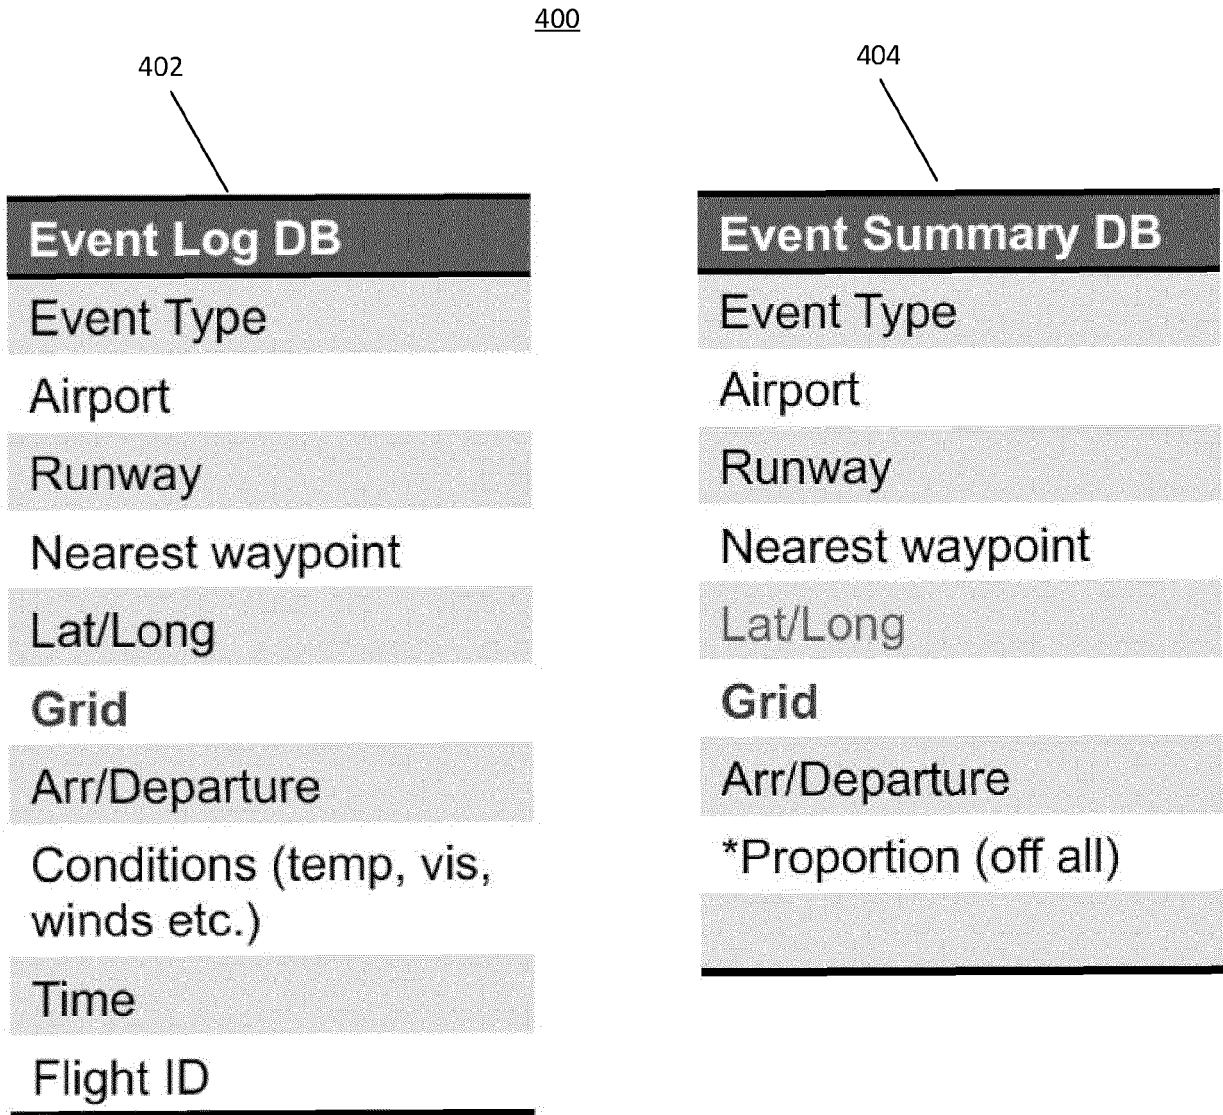 400
402
404
Event Log DB
Event Type
Airport
Runway
Nearest waypoint
Lat/Long
Grid
Arr/Departure
Conditions (temp, vis,
winds etc.)
Time
Flight ID
Event Summary DB
Event Type
Airport
Runway
Nearest waypoint
Lat/Long
Grid
Arr/Departure
*Proportion (off all)